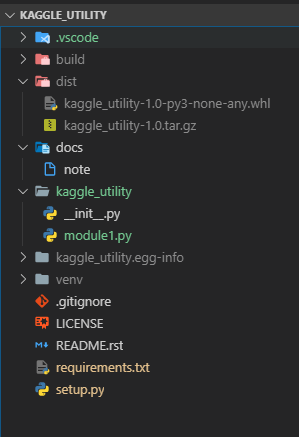 KAGGLE_UTILITY
.vscode
build
dist
kaggle_utility-1.0-py3-none-any.whl
kaggle_utility-1.0.tar.gz
docs
note
kaggle_utility
__init__.py
module1.py
kaggle_utility.egg-info
venv
.gitignore
LICENSE
README.rst
requirements.txt
setup.py